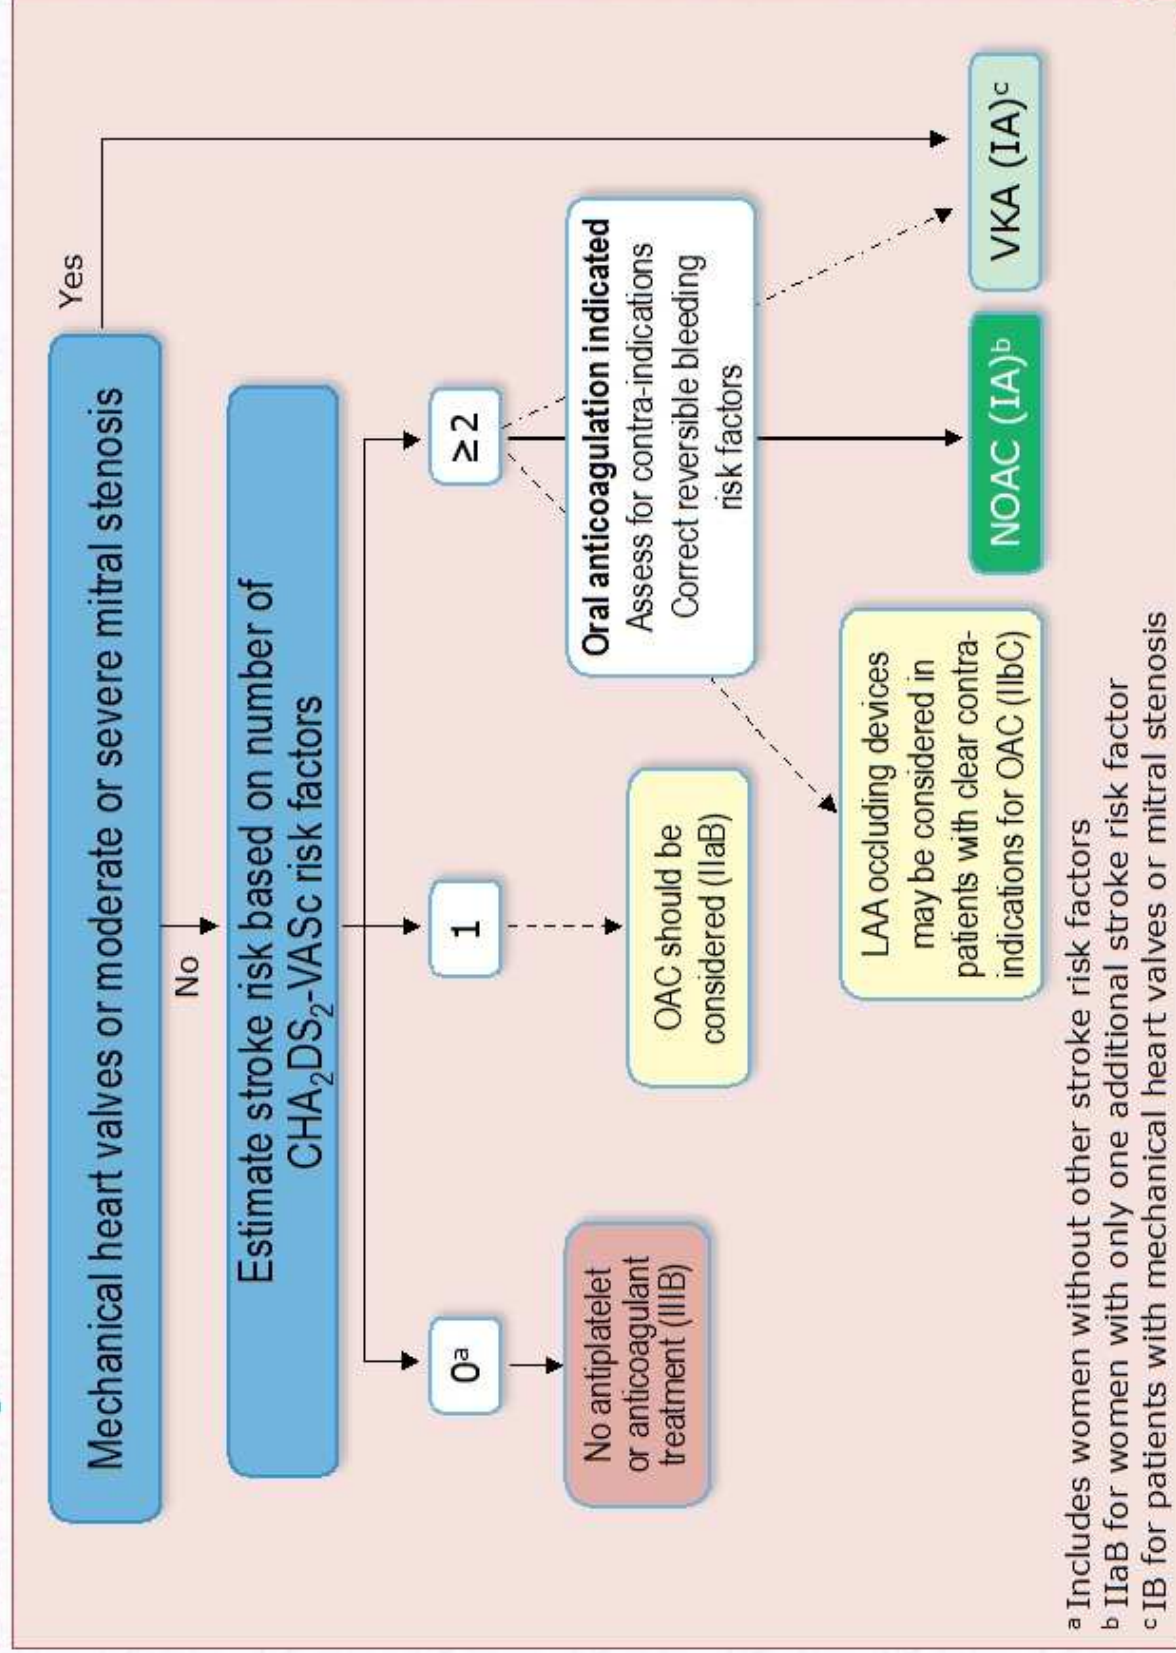 Mechanical heart valves or moderate or severe mitral stenosis
Yes
No
Estimate stroke risk based on number of
CHA₂DS₂-VASc risk factors
0ᵃ
1
≥2
No antiplatelet
or anticoagulant
treatment (IIIB)
OAC should be
considered (IIaB)
Oral anticoagulation indicated
Assess for contra-indications
Correct reversible bleeding
risk factors
LAA occluding devices
may be considered in
patients with clear contra-
indications for OAC (IIbC)
NOAC (IA)ᵇ
VKA (IA)ᶜ
ᵃ Includes women without other stroke risk factors
ᵇ IIaB for women with only one additional stroke risk factor
ᶜ IB for patients with mechanical heart valves or mitral stenosis